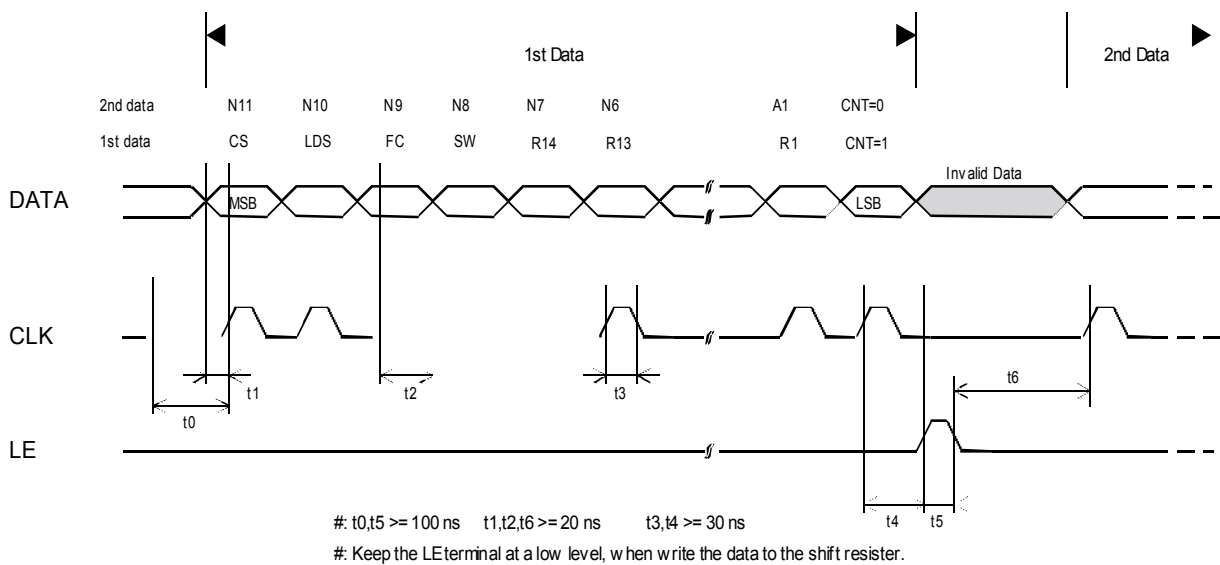 1st Data 2nd Data
2nd data N11 N10 N9 N8 N7 N6 A1 CNT=0
1st data CS LDS FC SW R14 R13 R1 CNT=1
Invalid Data
DATA MSB LSB
CLK
t1 t2 t3 t6
t0
LE
t4 t5
#: t0,t5 >= 100 ns t1,t2,t6 >= 20 ns t3,t4 >= 30 ns
#: Keep the LE terminal at a low level, when write the data to the shift resister.